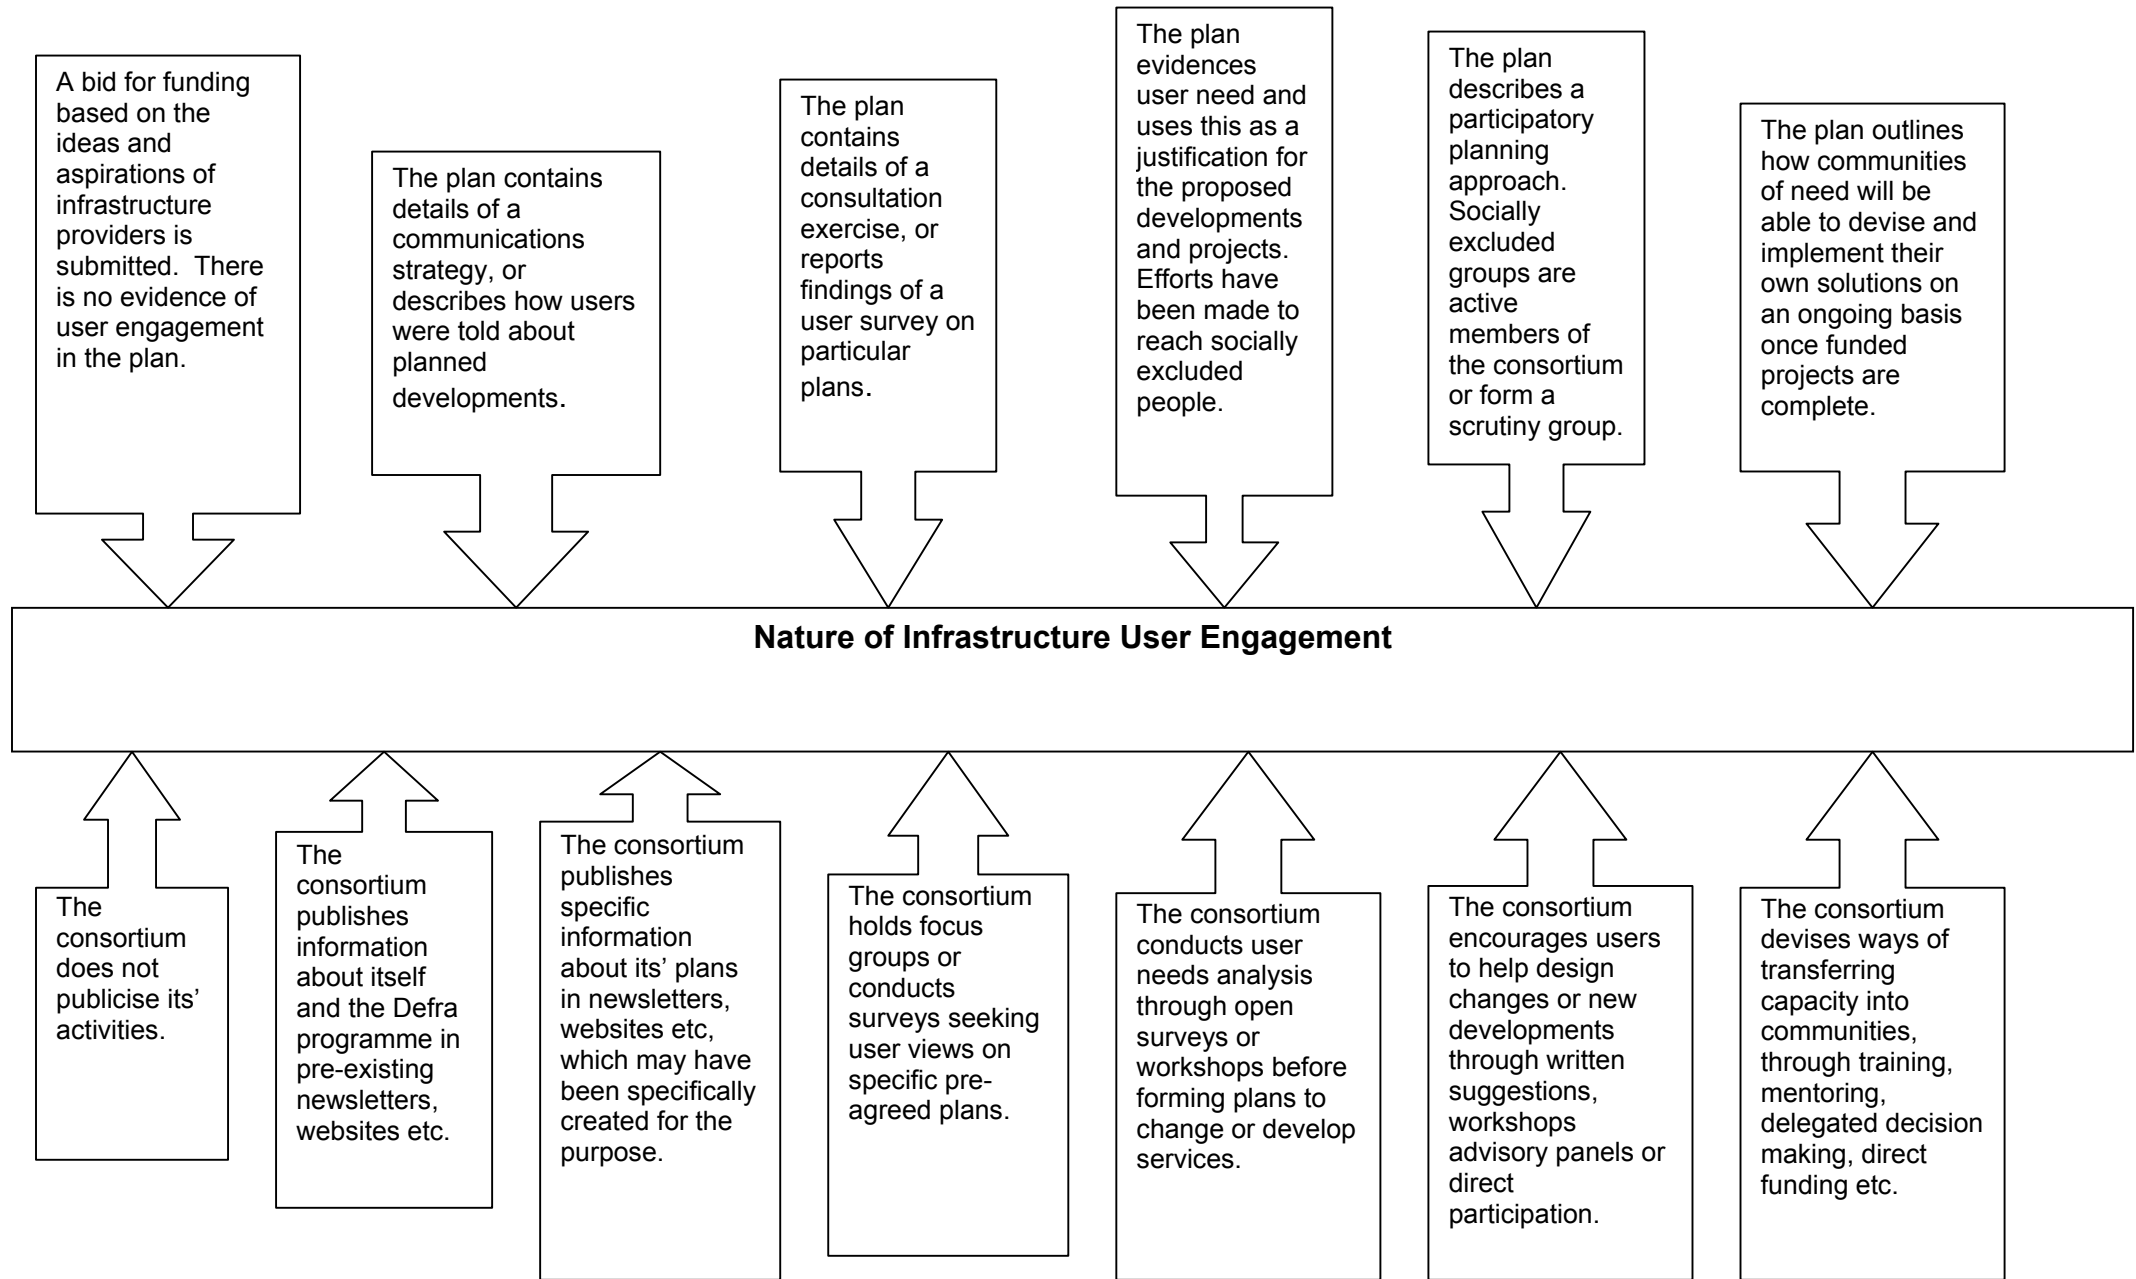 A bid for funding
based on the
ideas and
aspirations of
infrastructure
providers is
submitted.  There
is no evidence of
user engagement
in the plan.
The plan contains
details of a
communications
strategy, or
describes how users
were told about
planned
developments.
The plan
contains
details of a
consultation
exercise, or
reports
findings of a
user survey on
particular
plans.
The plan
evidences
user need and
uses this as a
justification for
the proposed
developments
and projects.
Efforts have
been made to
reach socially
excluded
people.
The plan
describes a
participatory
planning
approach.
Socially
excluded
groups are
active
members of
the consortium
or form a
scrutiny group.
The plan outlines
how communities
of need will be
able to devise and
implement their
own solutions on
an ongoing basis
once funded
projects are
complete.
Nature of Infrastructure User Engagement
The
consortium
does not
publicise its’
activities.
The
consortium
publishes
information
about itself
and the Defra
programme in
pre-existing
newsletters,
websites etc.
The consortium
publishes
specific
information
about its’ plans
in newsletters,
websites etc,
which may have
been specifically
created for the
purpose.
The consortium
holds focus
groups or
conducts
surveys seeking
user views on
specific pre-
agreed plans.
The consortium
conducts user
needs analysis
through open
surveys or
workshops before
forming plans to
change or develop
services.
The consortium
encourages users
to help design
changes or new
developments
through written
suggestions,
workshops
advisory panels or
direct
participation.
The consortium
devises ways of
transferring
capacity into
communities,
through training,
mentoring,
delegated decision
making, direct
funding etc.